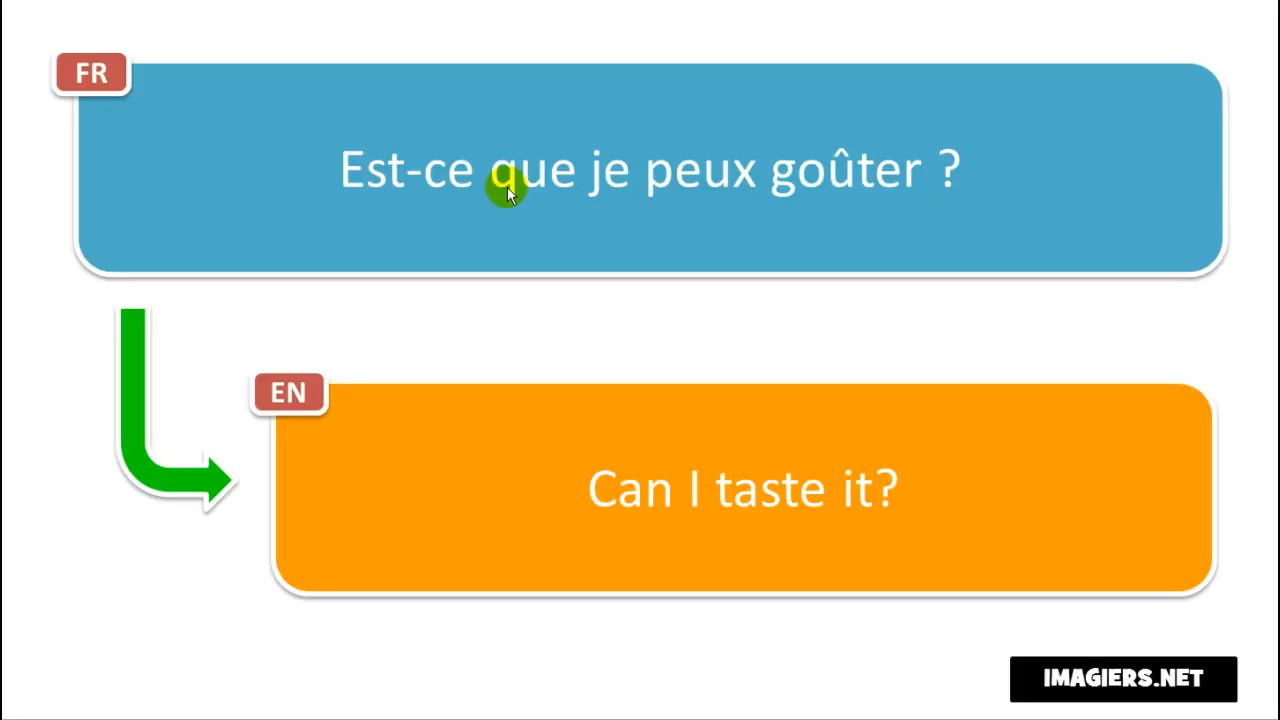 FR
Est-ce que je peux goûter ?
EN
Can I taste it?
IMAGIERS.NET